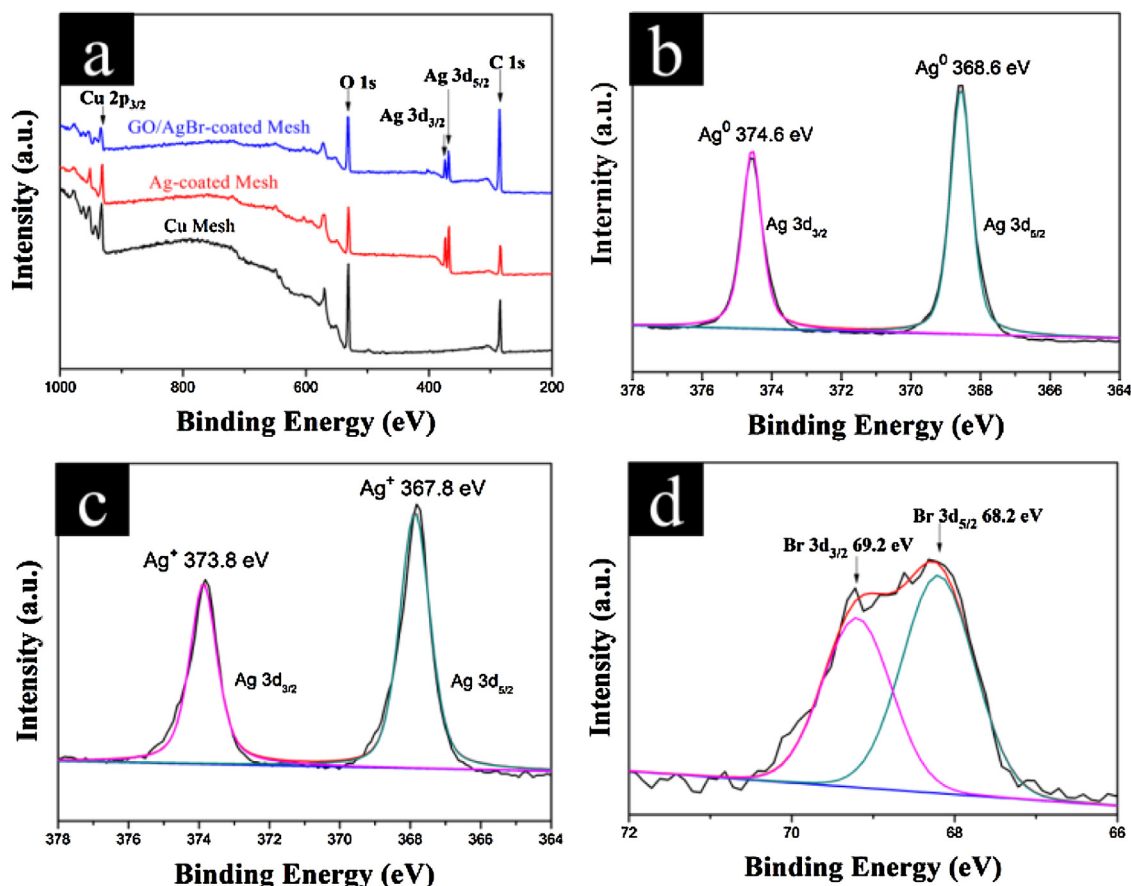 a
Cu 2p3/2
O 1s
Ag 3d5/2
C 1s
Ag 3d3/2
GO/AgBr-coated Mesh
Ag-coated Mesh
Cu Mesh
Intensity (a.u.)
1000 800 600 400 200
Binding Energy (eV)
b
Ag0 368.6 eV
Ag0 374.6 eV
Ag 3d3/2
Ag 3d5/2
Internity (a.u.)
378 376 374 372 370 368 366 364
Binding Energy (eV)
c
Ag+ 367.8 eV
Ag+ 373.8 eV
Ag 3d3/2
Ag 3d5/2
Intensity (a.u.)
378 376 374 372 370 368 366 364
Binding Energy (eV)
d
Br 3d5/2 68.2 eV
Br 3d3/2 69.2 eV
Intensity (a.u.)
72 70 68 66
Binding Energy (eV)